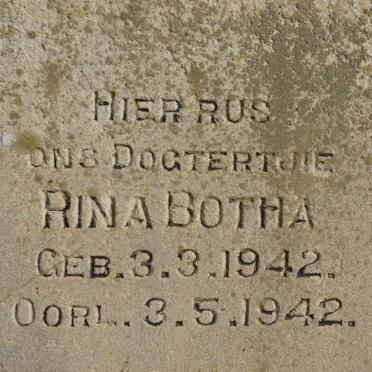 HIER RUS
ONS DOGTERTJIE
RINA BOTHA
GEB. 3.3.1942.
OORL. 3.5.1942.